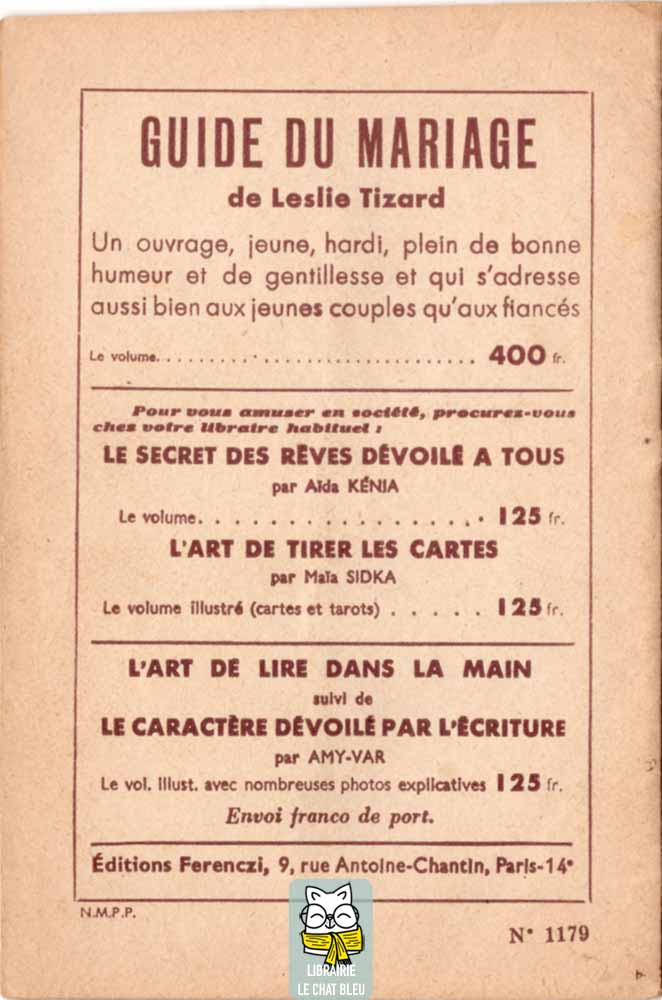 GUIDE DU MARIAGE
de Leslie Tizard
Un ouvrage, jeune, hardi, plein de bonne
humeur et de gentillesse et qui s'adresse
aussi bien aux jeunes couples qu'aux fiancés
Le volume. . . . . . . . . . . . . . . . . . . . . . . . . . . . . . . . . 400 fr.
Pour vous amuser en société, procurez-vous
chez votre libraire habituel :
LE SECRET DES RÊVES DÉVOILÉ A TOUS
par Aïda KÉNIA
Le volume. . . . . . . . . . . . . . . . . 125 fr.
L'ART DE TIRER LES CARTES
par Maïa SIDKA
Le volume illustré (cartes et tarots) . . . . . 125 fr.
L'ART DE LIRE DANS LA MAIN
suivi de
LE CARACTÈRE DÉVOILÉ PAR L'ÉCRITURE
par AMY-VAR
Le vol. illust. avec nombreuses photos explicatives 125 fr.
Envoi franco de port.
Éditions Ferenczi, 9, rue Antoine-Chantin, Paris-14e
N.M.P.P.
N° 1179
LIBRAIRIE
LE CHAT BLEU